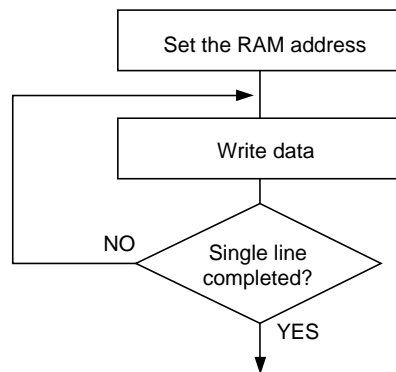 Set the RAM address
Write data
NO
Single line
completed?
YES